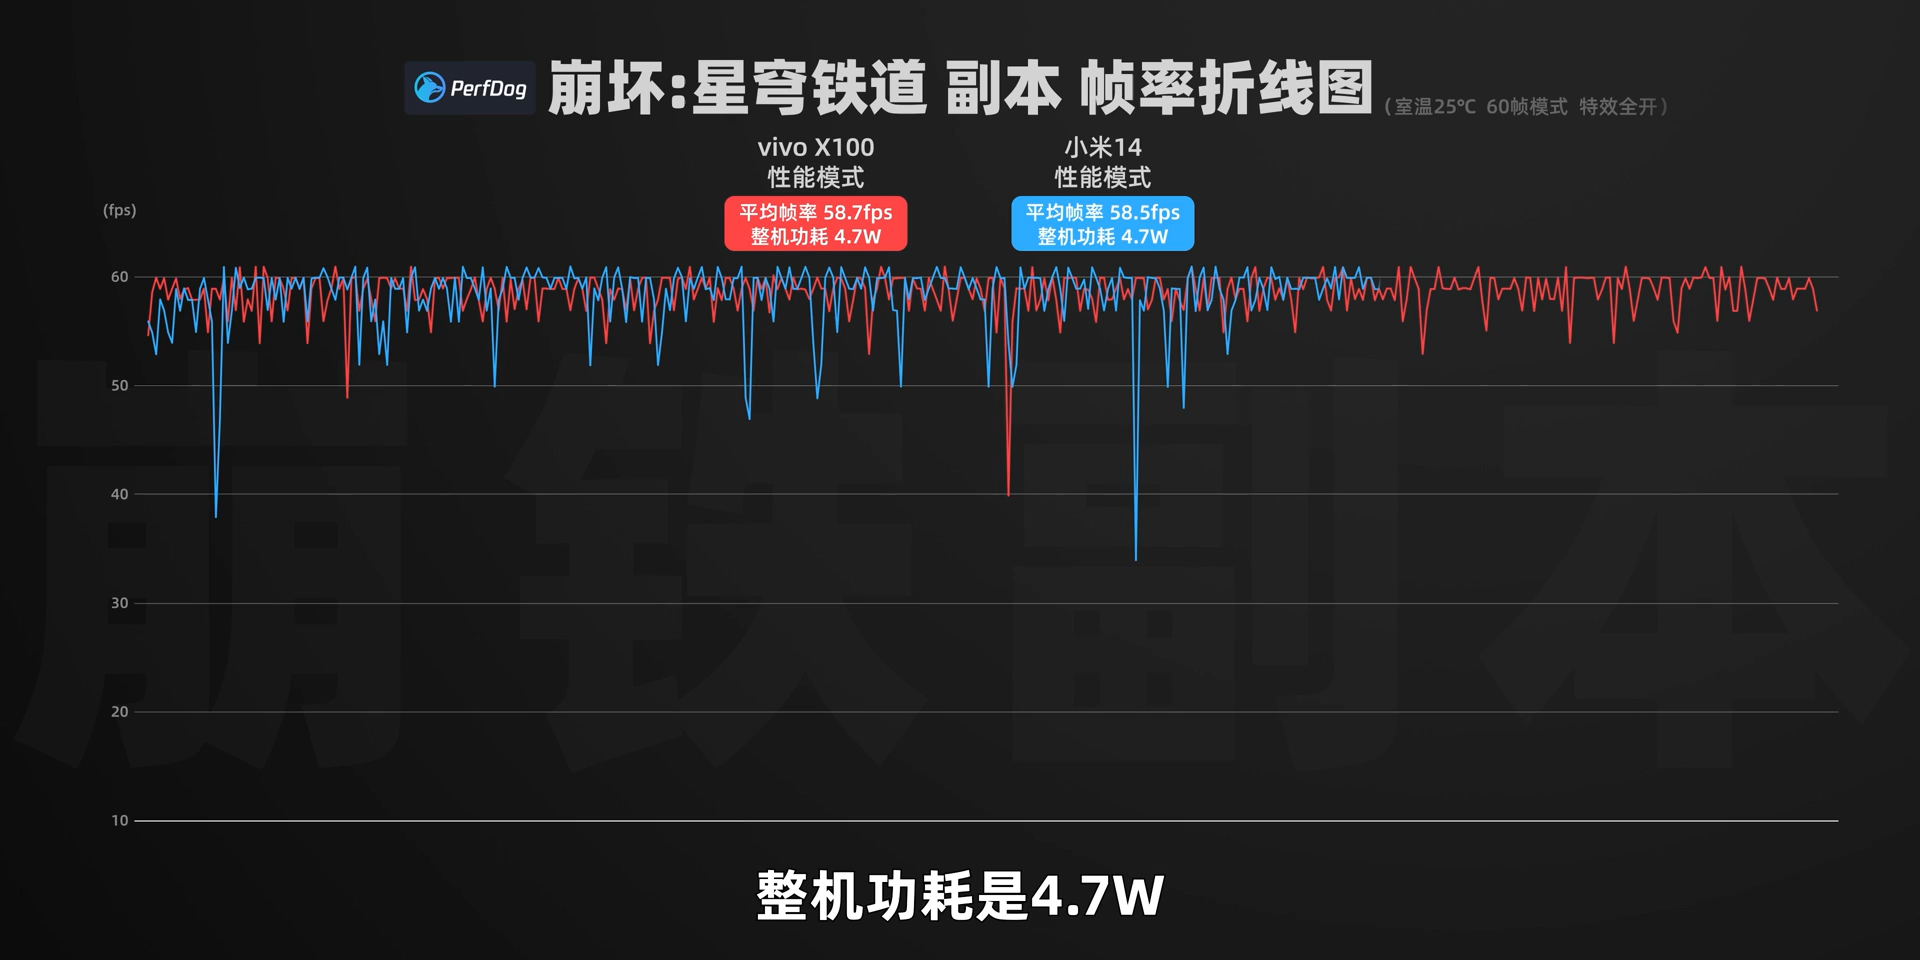 PerfDog 崩坏:星穹铁道 副本 帧率折线图 (室温25℃ 60帧模式 特效全开)
vivo X100
性能模式
平均帧率 58.7fps
整机功耗 4.7W
小米14
性能模式
平均帧率 58.5fps
整机功耗 4.7W
(fps)
60
50
40
30
20
10
崩铁副本
整机功耗是4.7W